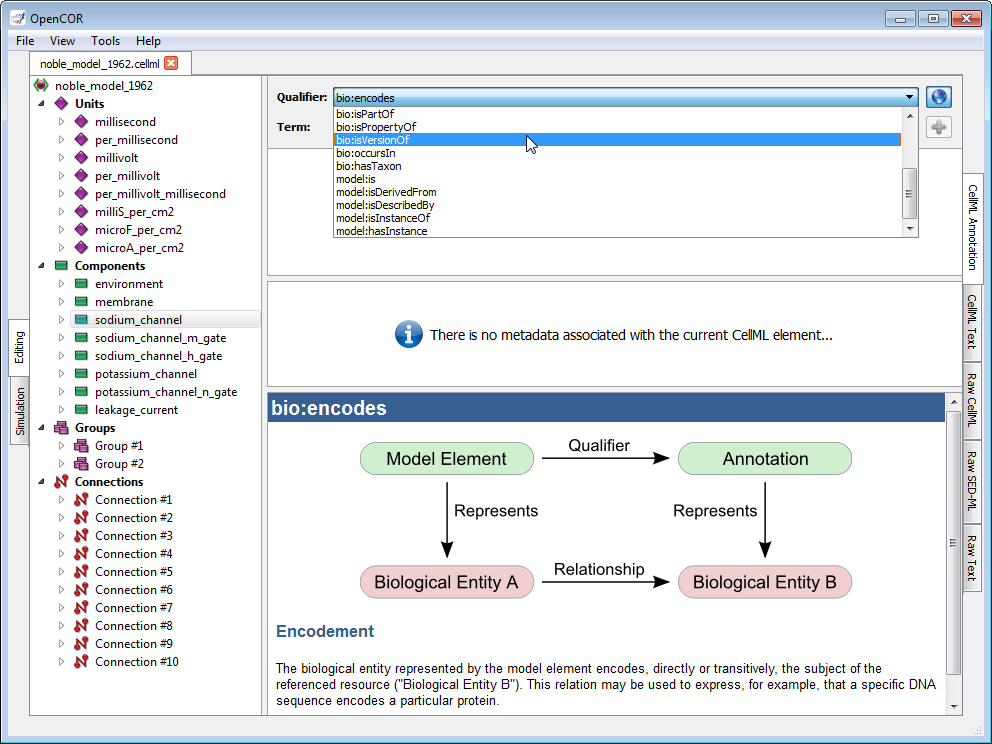 OpenCOR
File View Tools Help
noble_model_1962.cellml
Editing
Simulation
noble_model_1962
Units
millisecond
per_millisecond
millivolt
per_millivolt
per_millivolt_millisecond
milliS_per_cm2
microF_per_cm2
microA_per_cm2
Components
environment
membrane
sodium_channel
sodium_channel_m_gate
sodium_channel_h_gate
potassium_channel
potassium_channel_n_gate
leakage_current
Groups
Group #1
Group #2
Connections
Connection #1
Connection #2
Connection #3
Connection #4
Connection #5
Connection #6
Connection #7
Connection #8
Connection #9
Connection #10
Qualifier: bio:encodes
Term:
bio:isPartOf
bio:isPropertyOf
bio:isVersionOf
bio:occursIn
bio:hasTaxon
model:is
model:isDerivedFrom
model:isDescribedBy
model:isInstanceOf
model:hasInstance
There is no metadata associated with the current CellML element...
bio:encodes
Model Element
Qualifier
Annotation
Represents
Represents
Biological Entity A
Relationship
Biological Entity B
Encodement
The biological entity represented by the model element encodes, directly or transitively, the subject of the
referenced resource ("Biological Entity B"). This relation may be used to express, for example, that a specific DNA
sequence encodes a particular protein.
CellML Annotation
CellML Text
Raw CellML
Raw SED-ML
Raw Text